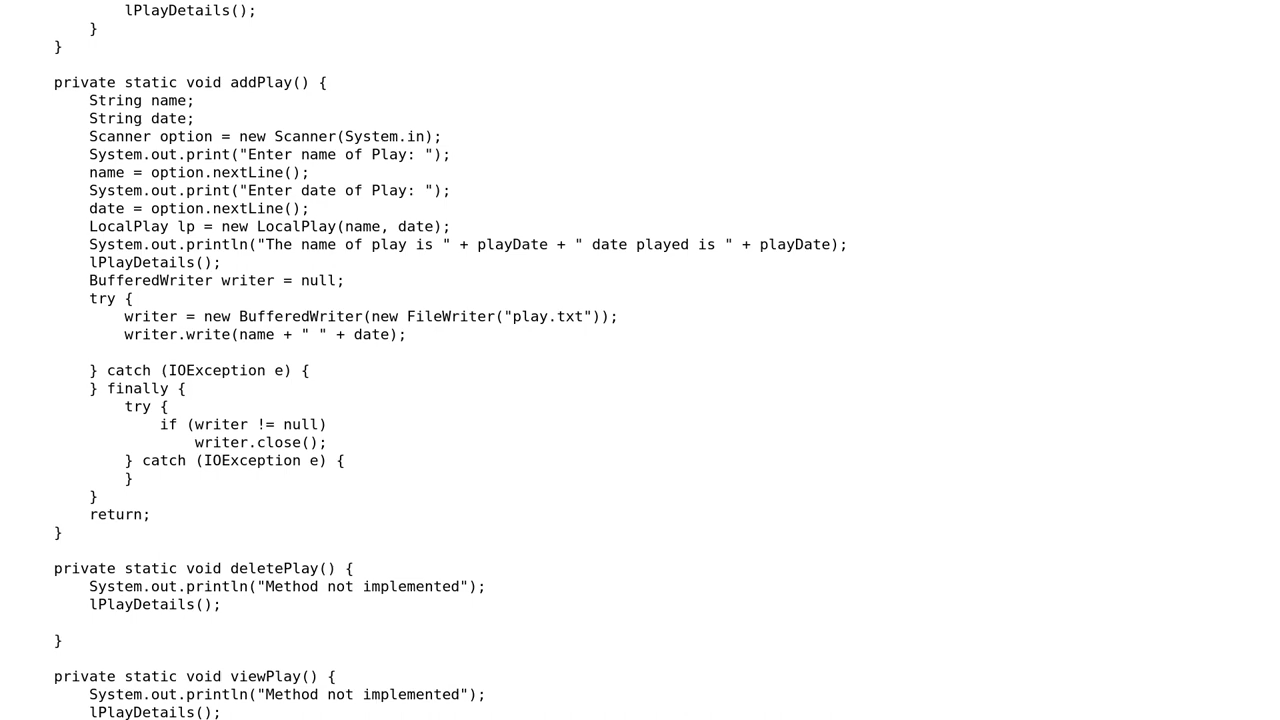 lPlayDetails();
    }
}

private static void addPlay() {
    String name;
    String date;
    Scanner option = new Scanner(System.in);
    System.out.print("Enter name of Play: ");
    name = option.nextLine();
    System.out.print("Enter date of Play: ");
    date = option.nextLine();
    LocalPlay lp = new LocalPlay(name, date);
    System.out.println("The name of play is " + playDate + " date played is " + playDate);
    lPlayDetails();
    BufferedWriter writer = null;
    try {
        writer = new BufferedWriter(new FileWriter("play.txt"));
        writer.write(name + " " + date);

    } catch (IOException e) {
    } finally {
        try {
            if (writer != null)
                writer.close();
        } catch (IOException e) {
        }
    }
    return;
}

private static void deletePlay() {
    System.out.println("Method not implemented");
    lPlayDetails();

}

private static void viewPlay() {
    System.out.println("Method not implemented");
    lPlayDetails();